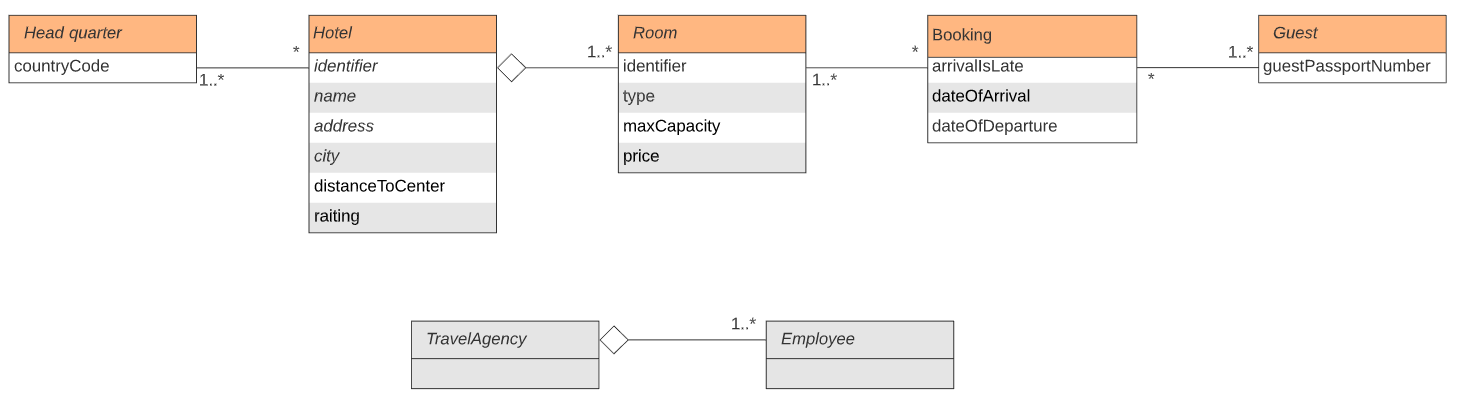 Head quarter
countryCode
1..*
*
Hotel
identifier
name
address
city
distanceToCenter
raiting
1..*
Room
identifier
type
maxCapacity
price
1..*
*
Booking
arrivalIsLate
dateOfArrival
dateOfDeparture
*
1..*
Guest
guestPassportNumber
TravelAgency
1..*
Employee